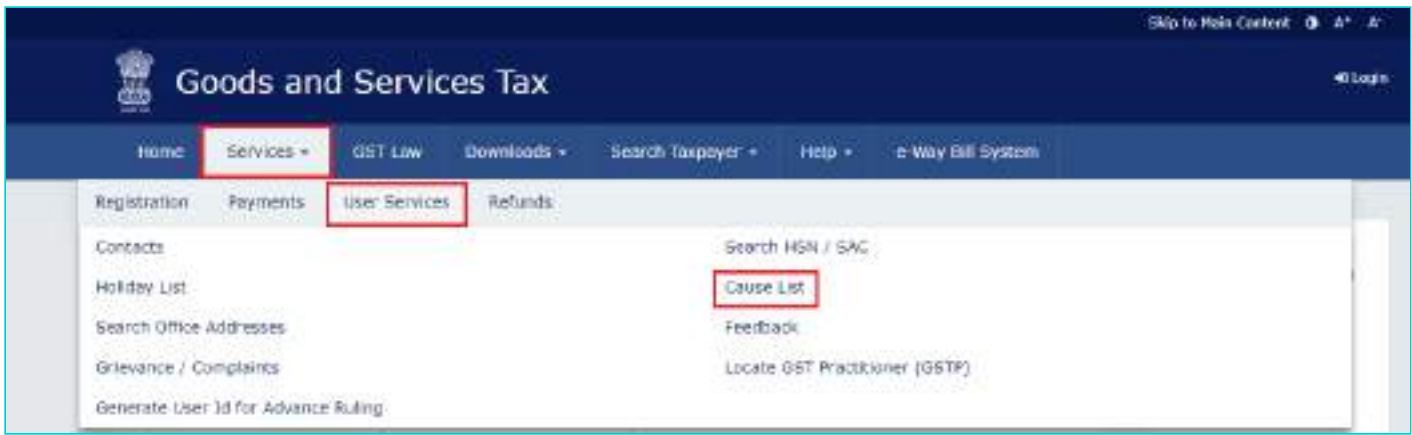 Skip to Main Content A+ A-
Goods and Services Tax
Login
Home Services GST Law Downloads Search Taxpayer Help e-Way Bill System
Registration Payments User Services Refunds
Contacts Search HSN / SAC
Holiday List Cause List
Search Office Addresses Feedback
Grievance / Complaints Locate GST Practitioner (GSTP)
Generate User Id for Advance Ruling